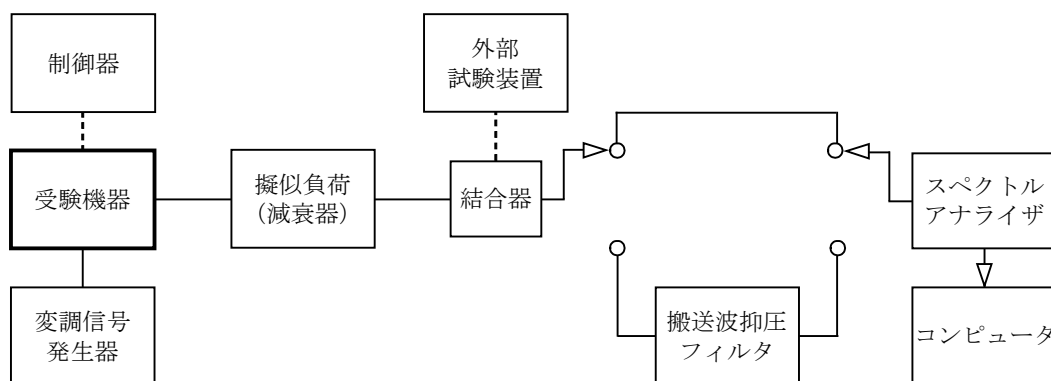 制御器
外部
試験装置
受験機器
擬似負荷
(減衰器)
結合器
スペクトル
アナライザ
変調信号
発生器
搬送波抑圧
フィルタ
コンピュータ